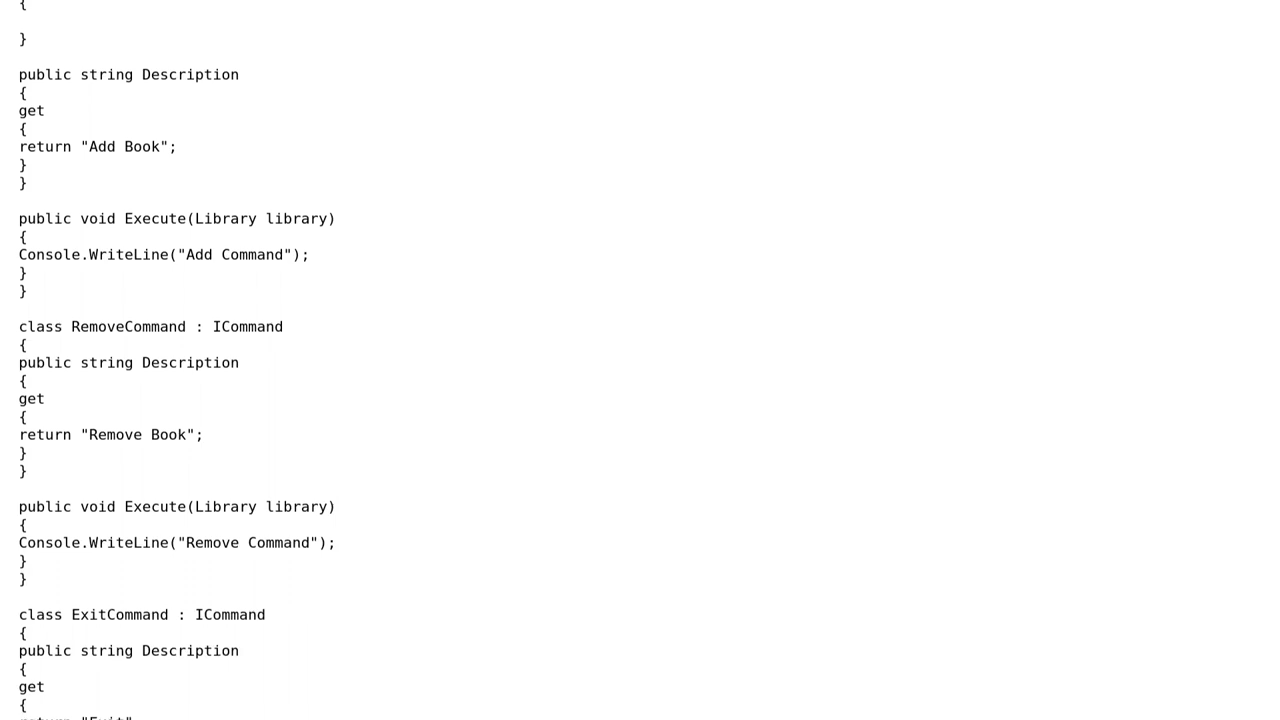 {
}
public string Description
{
get
{
return "Add Book";
}
}
public void Execute(Library library)
{
Console.WriteLine("Add Command");
}
}
class RemoveCommand : ICommand
{
public string Description
{
get
{
return "Remove Book";
}
}
public void Execute(Library library)
{
Console.WriteLine("Remove Command");
}
}
class ExitCommand : ICommand
{
public string Description
{
get
{
return "Exit"